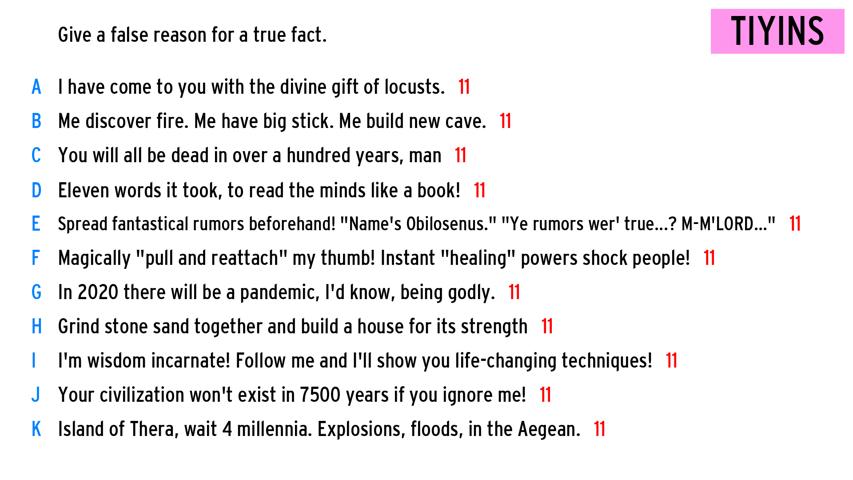 Give a false reason for a true fact.
TIYINS
A I have come to you with the divine gift of locusts. 11
B Me discover fire. Me have big stick. Me build new cave. 11
C You will all be dead in over a hundred years, man 11
D Eleven words it took, to read the minds like a book! 11
E Spread fantastical rumors beforehand! "Name's Obilosenus." "Ye rumors wer' true...? M-M'LORD..." 11
F Magically "pull and reattach" my thumb! Instant "healing" powers shock people! 11
G In 2020 there will be a pandemic, I'd know, being godly. 11
H Grind stone sand together and build a house for its strength 11
I I'm wisdom incarnate! Follow me and I'll show you life-changing techniques! 11
J Your civilization won't exist in 7500 years if you ignore me! 11
K Island of Thera, wait 4 millennia. Explosions, floods, in the Aegean. 11